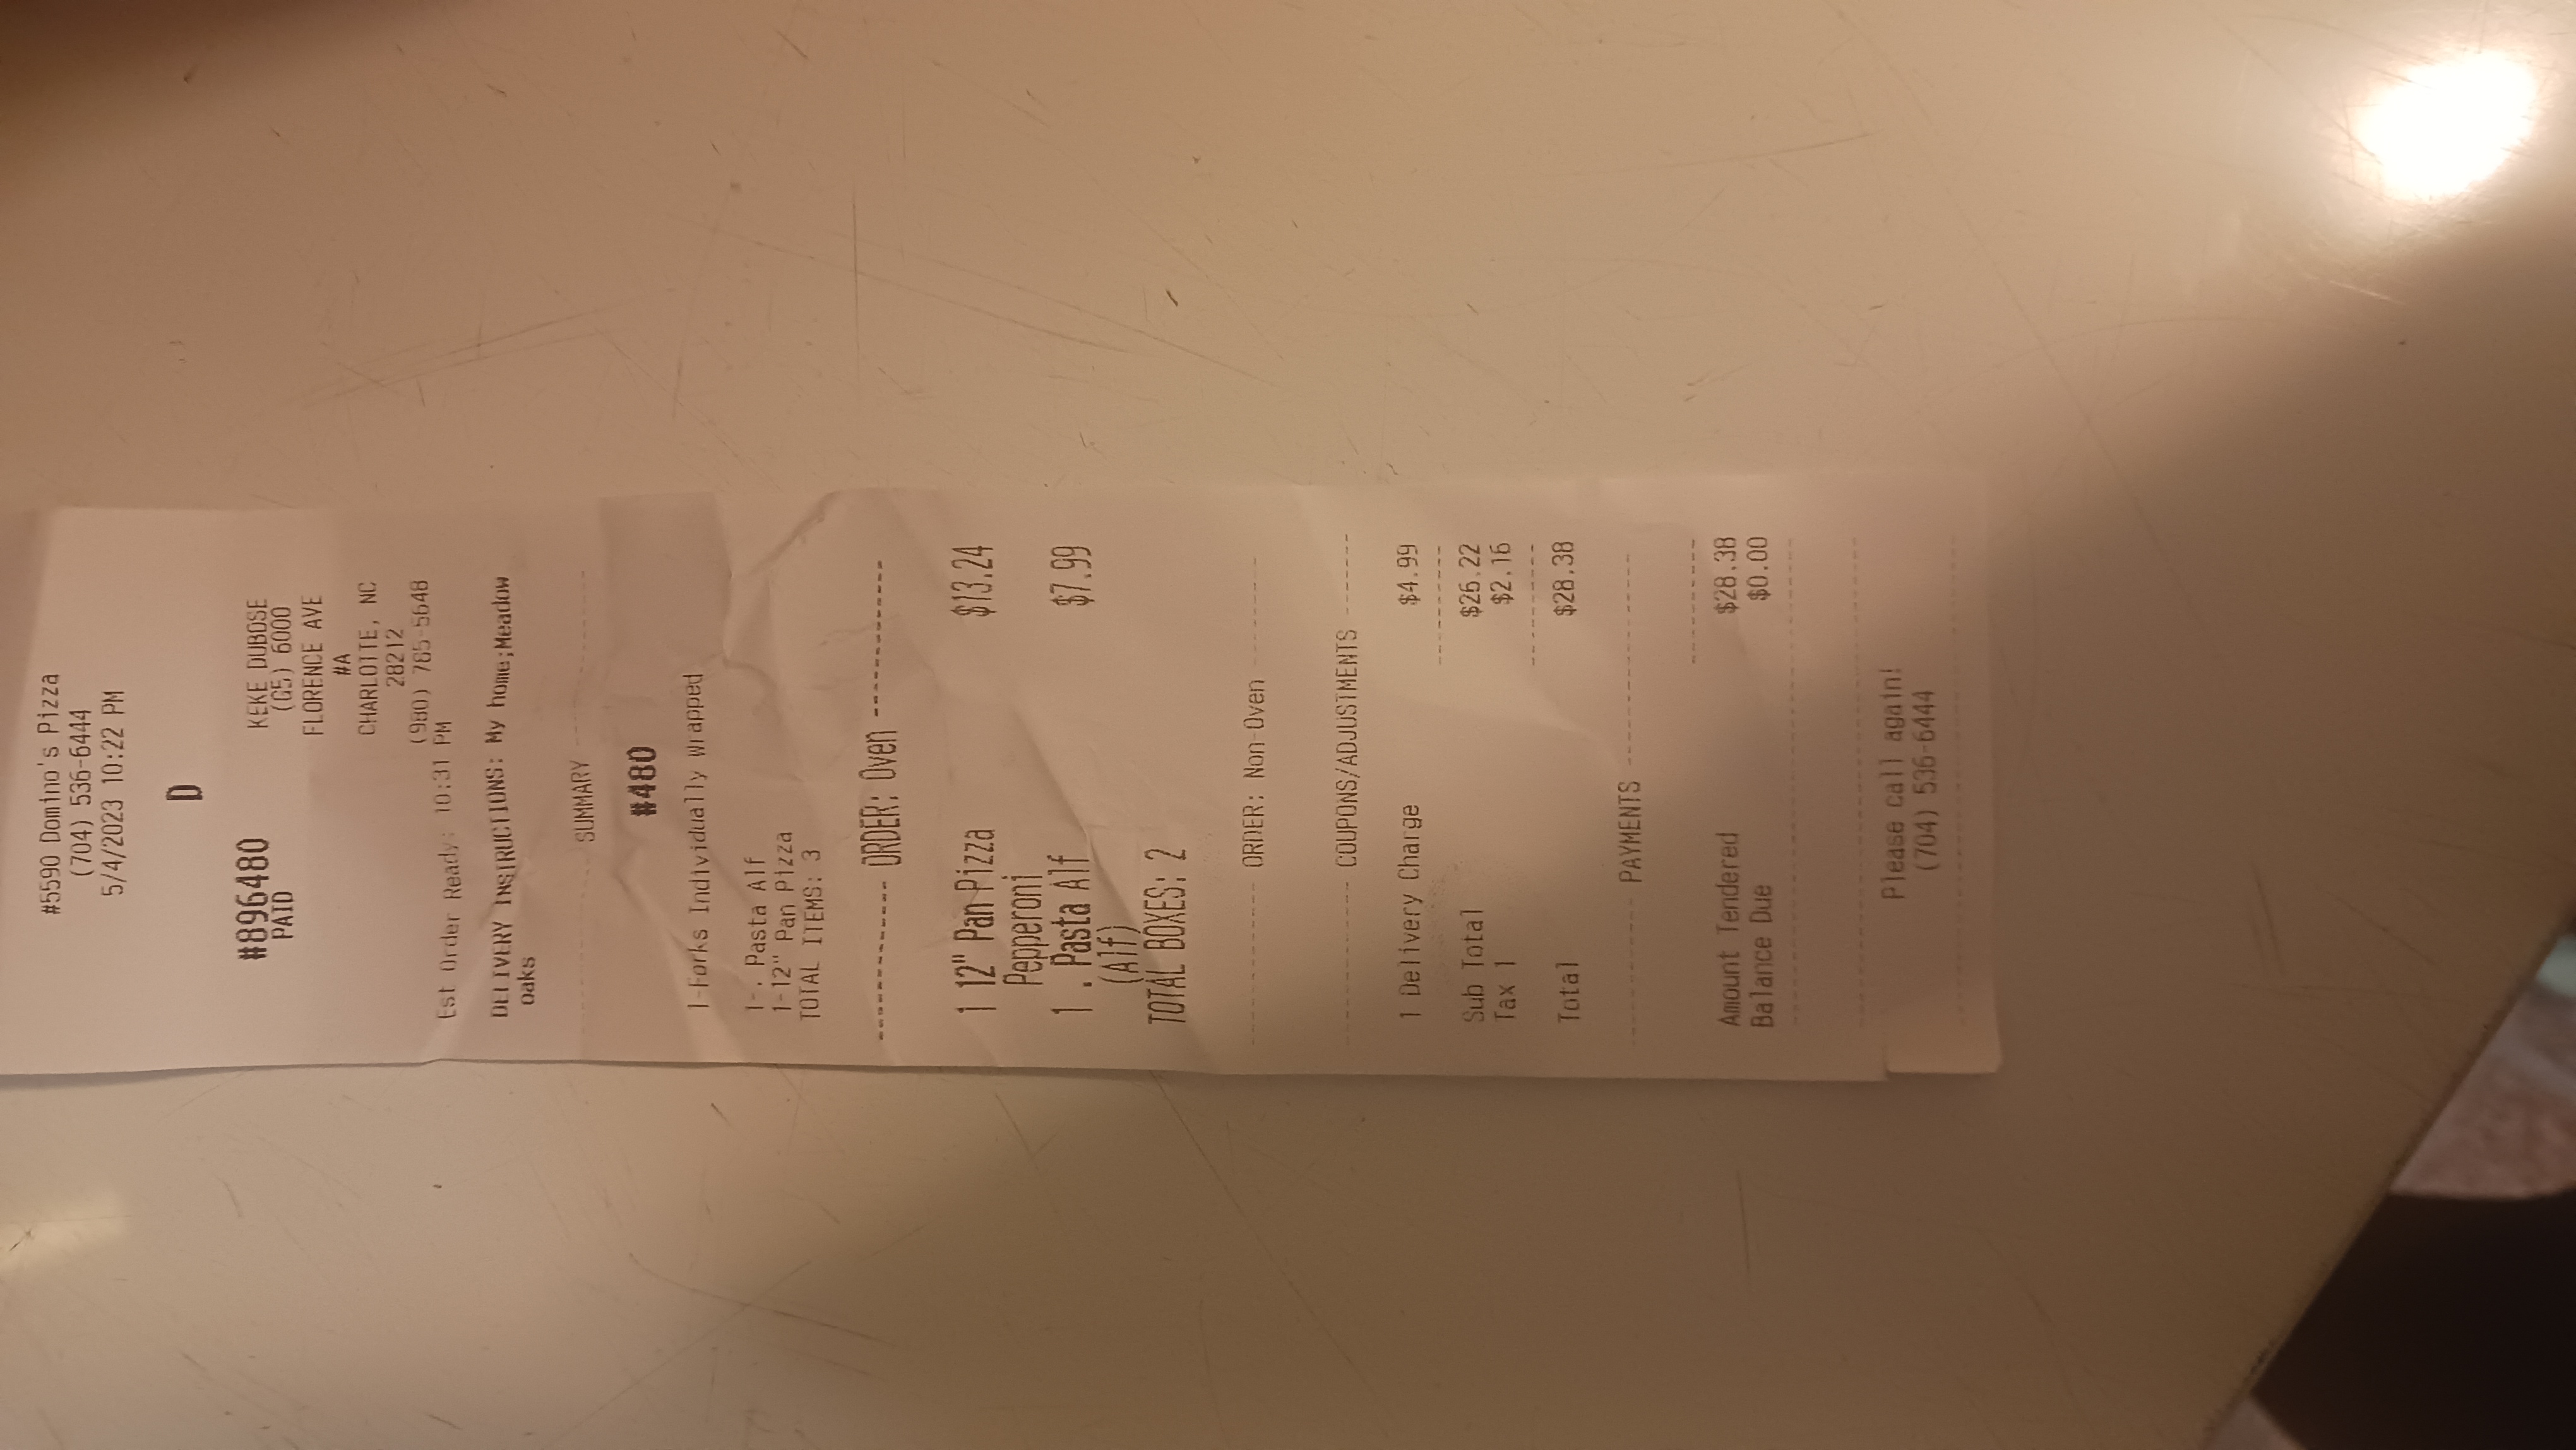 #5590 Domino's Pizza
(704) 536-6444
5/4/2023 10:22 PM
D
#896480
PAID
KEKE DUBOSE
(G5) 6000
FLORENCE AVE
#A
CHARLOTTE, NC
28212
(980) 765-5648
Est Order Ready: 10:31 PM
DELIVERY INSTRUCTIONS: My home;Meadow
oaks
SUMMARY
#480
1-Forks Individually Wrapped
1-. Pasta Alf
1-12" Pan Pizza
TOTAL ITEMS: 3
ORDER: Oven
1 12" Pan Pizza $13.24
Pepperoni
1 . Pasta Alf $7.99
(Alf)
TOTAL BOXES: 2
ORDER: Non-Oven
COUPONS/ADJUSTMENTS
1 Delivery Charge $4.99
Sub Total $26.22
Tax 1 $2.16
Total $28.38
PAYMENTS
Amount Tendered $28.38
Balance Due $0.00
Please call again!
(704) 536-6444